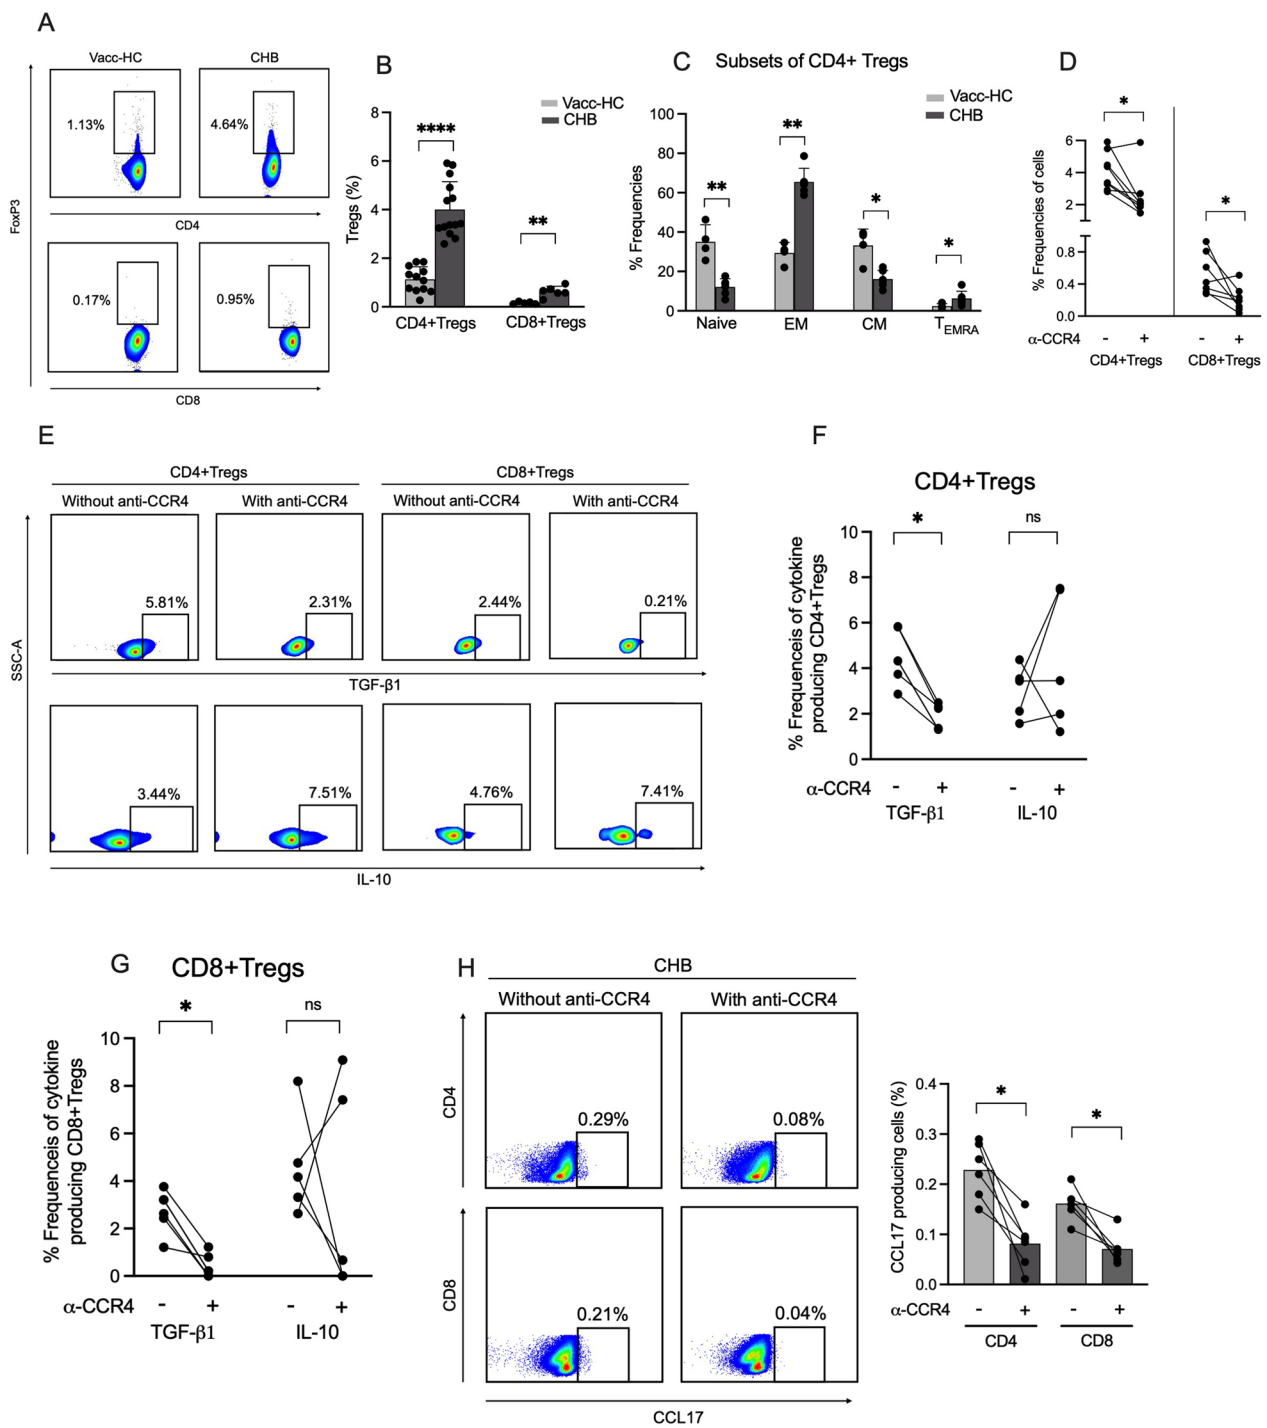 A
Vacc-HC
CHB
1.13%
4.64%
CD4
0.17%
0.95%
CD8
FoxP3
B
Vacc-HC
CHB
Tregs (%)
8
6
4
2
0
****
**
CD4+Tregs
CD8+Tregs
C
Subsets of CD4+ Tregs
Vacc-HC
CHB
% Frequencies
100
80
60
40
20
0
**
**
*
*
Naive
EM
CM
TEMRA
D
% Frequencies of cells
*
*
6
4
2
0.8
0.4
0.0
α-CCR4
-
+
-
+
CD4+Tregs
CD8+Tregs
E
CD4+Tregs
CD8+Tregs
Without anti-CCR4
With anti-CCR4
Without anti-CCR4
With anti-CCR4
5.81%
2.31%
2.44%
0.21%
TGF-β1
SSC-A
3.44%
7.51%
4.76%
7.41%
IL-10
F
CD4+Tregs
% Frequenceis of cytokine
producing CD4+Tregs
*
ns
10
8
6
4
2
0
α-CCR4
-
+
-
+
TGF-β1
IL-10
G
CD8+Tregs
% Frequenceis of cytokine
producing CD8+Tregs
*
ns
10
8
6
4
2
0
α-CCR4
-
+
-
+
TGF-β1
IL-10
H
CHB
Without anti-CCR4
With anti-CCR4
CD4
0.29%
0.08%
CD8
0.21%
0.04%
CCL17
CCL17 producing cells (%)
*
*
0.4
0.3
0.2
0.1
0.0
α-CCR4
-
+
-
+
CD4
CD8